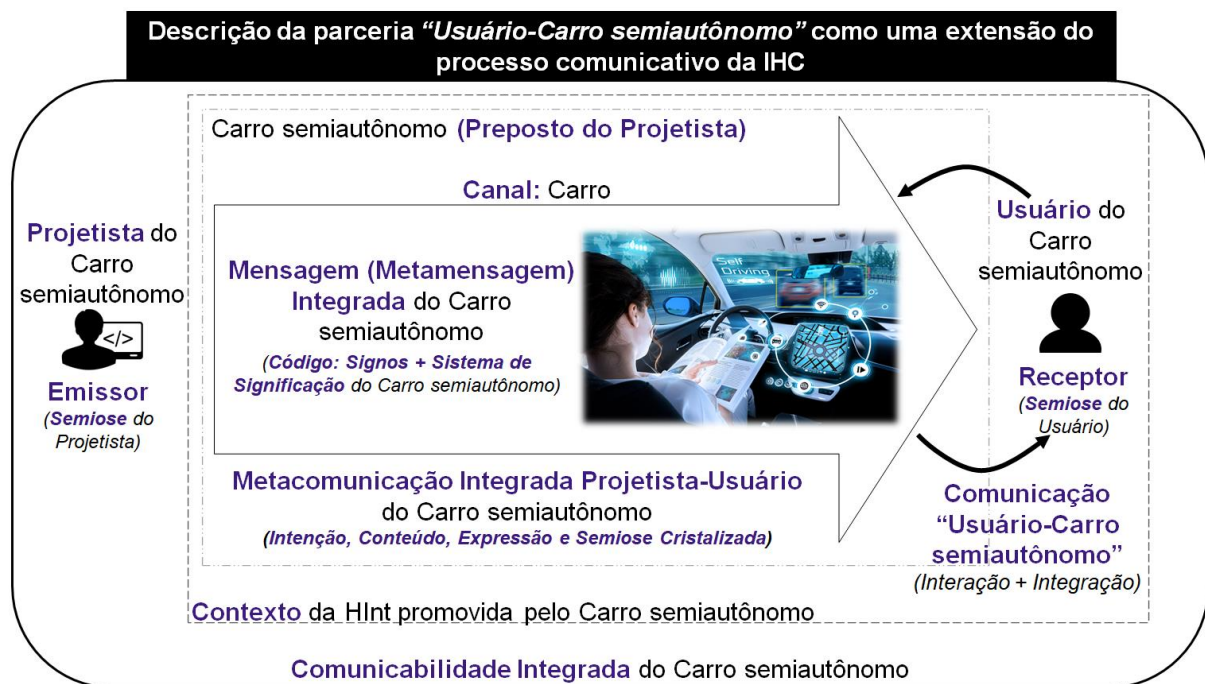 Descrição da parceria “Usuário-Carro semiautônomo” como uma extensão do
processo comunicativo da IHC
Carro semiautônomo (Preposto do Projetista)
Canal: Carro
Projetista do
Carro
semiautônomo
</>
Emissor
(Semiose do
Projetista)
Mensagem (Metamensagem)
Integrada do Carro
semiautônomo
(Código: Signos + Sistema de
Significação do Carro semiautônomo)
Self
Driving
Metacomunicação Integrada Projetista-Usuário
do Carro semiautônomo
(Intenção, Conteúdo, Expressão e Semiose Cristalizada)
Usuário do
Carro
semiautônomo
Receptor
(Semiose do
Usuário)
Comunicação
“Usuário-Carro
semiautônomo”
(Interação + Integração)
Contexto da HInt promovida pelo Carro semiautônomo
Comunicabilidade Integrada do Carro semiautônomo